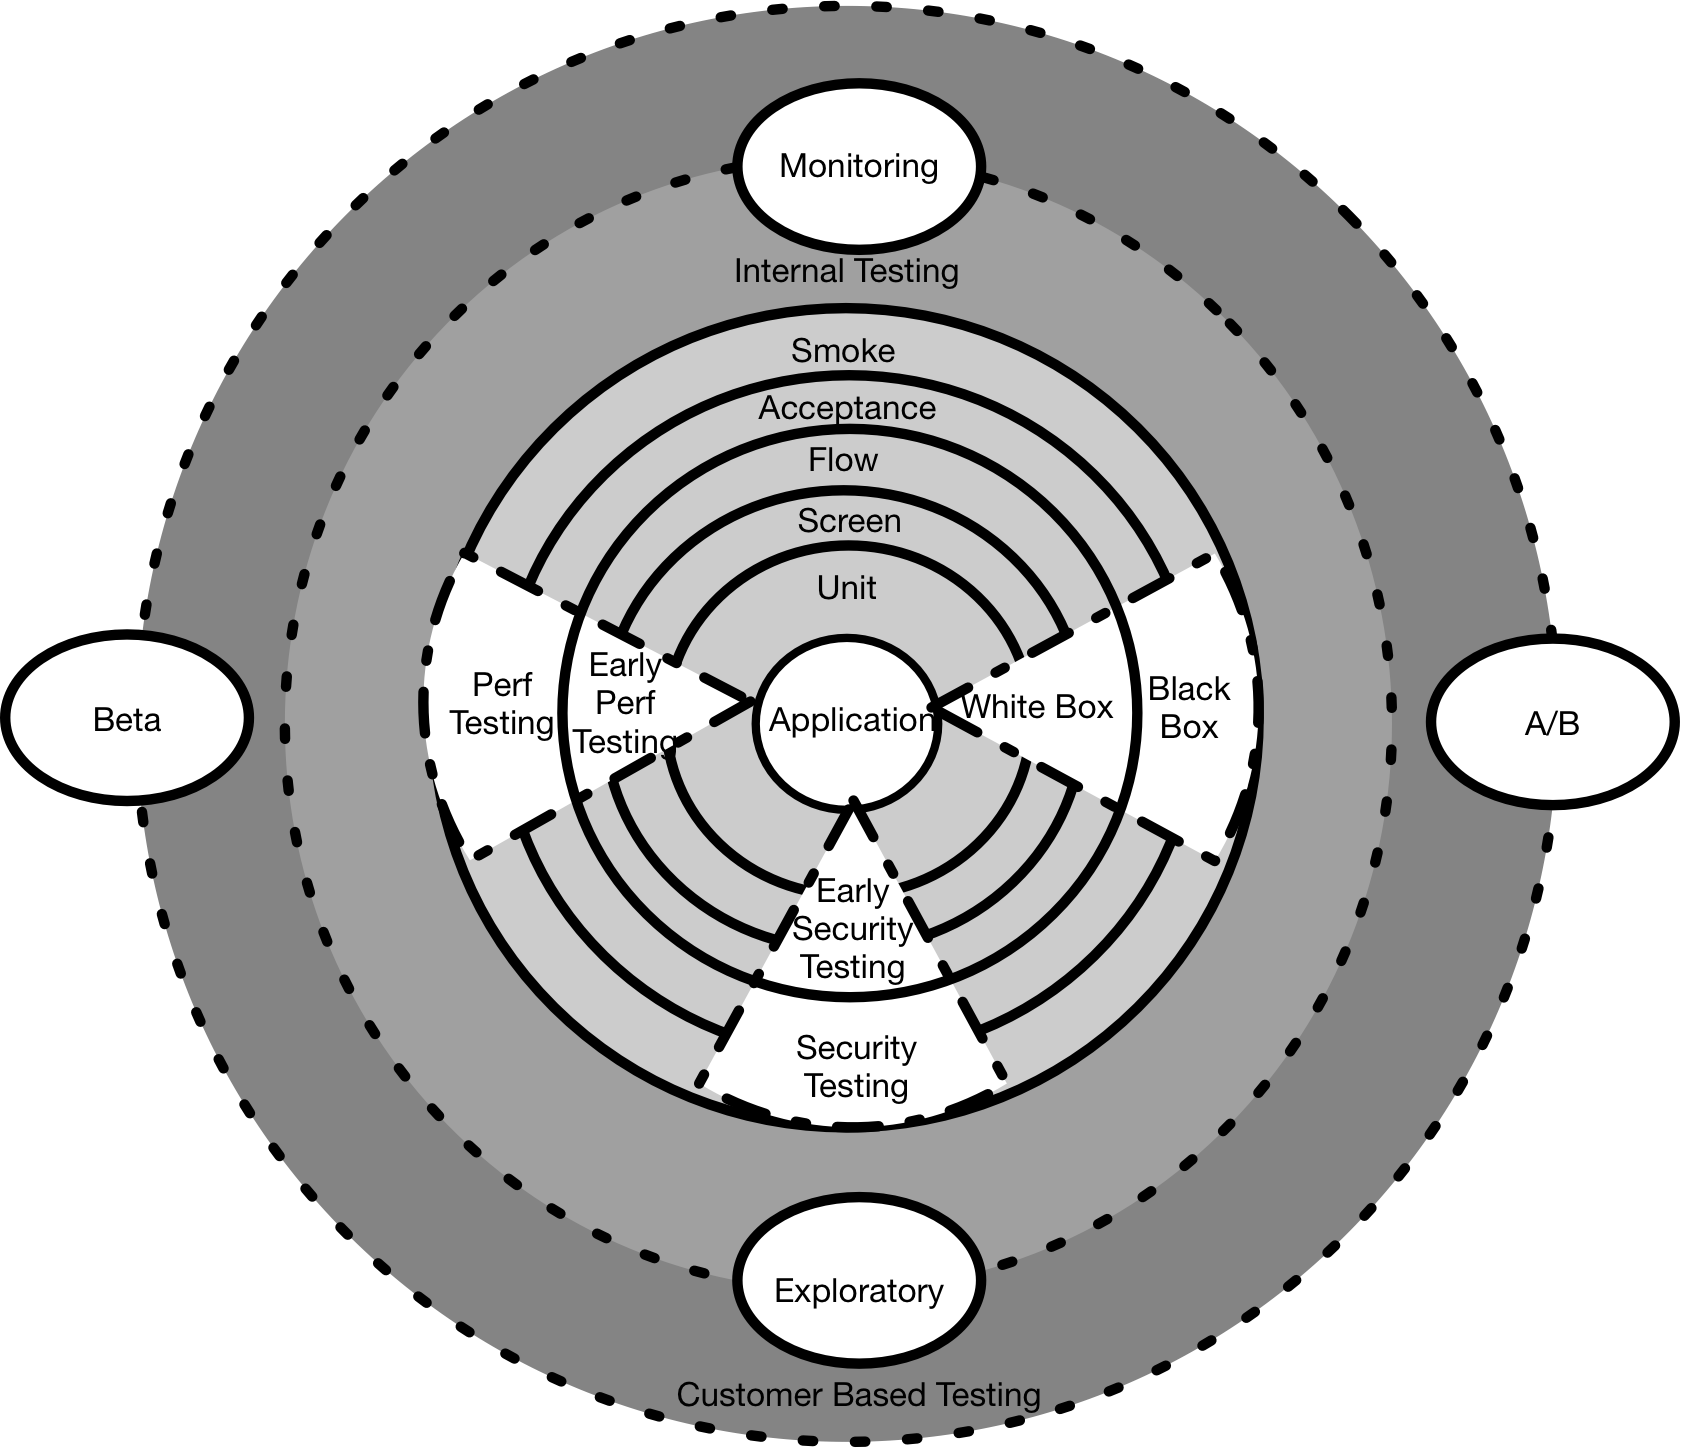 Monitoring
Internal Testing
Smoke
Acceptance
Flow
Screen
Unit
Early
Perf
Testing
Perf
Testing
Application
White Box
Black
Box
Beta
A/B
Early
Security
Testing
Security
Testing
Exploratory
Customer Based Testing